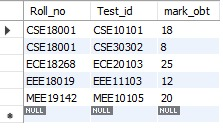 Roll_no Test_id mark_obt
CSE18001 CSE10101 18
CSE18001 CSE30302 8
ECE18268 ECE20103 25
EEE18019 EEE11103 12
MEE19142 MEE10105 20
NULL NULL NULL